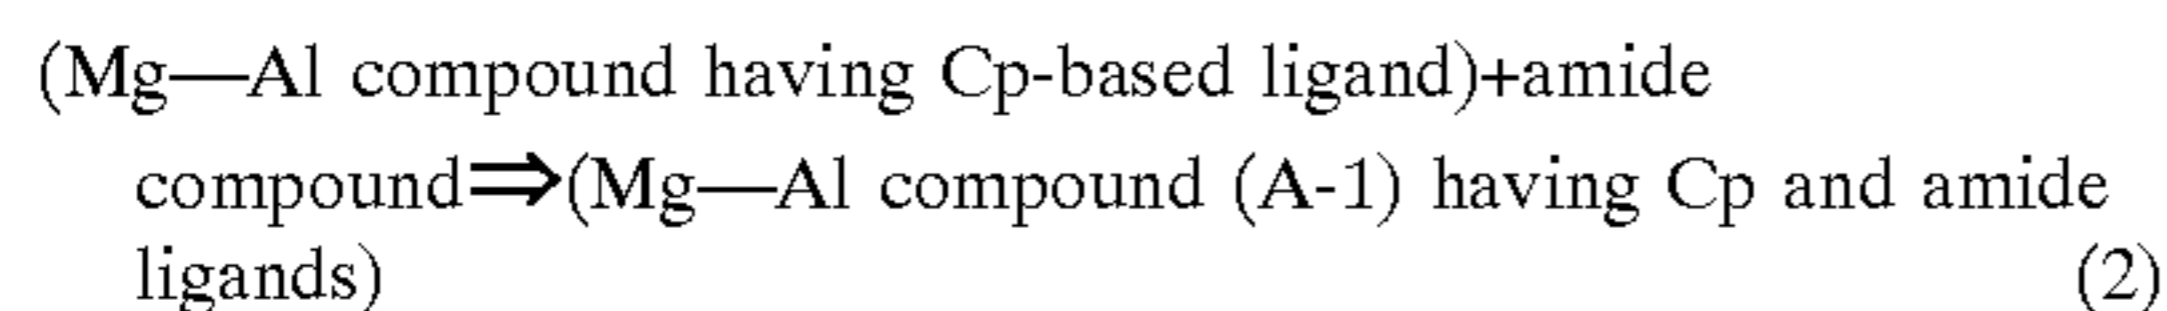 (Mg—Al compound having Cp-based ligand)+amide
compound⇒(Mg—Al compound (A-1) having Cp and amide
ligands) (2)